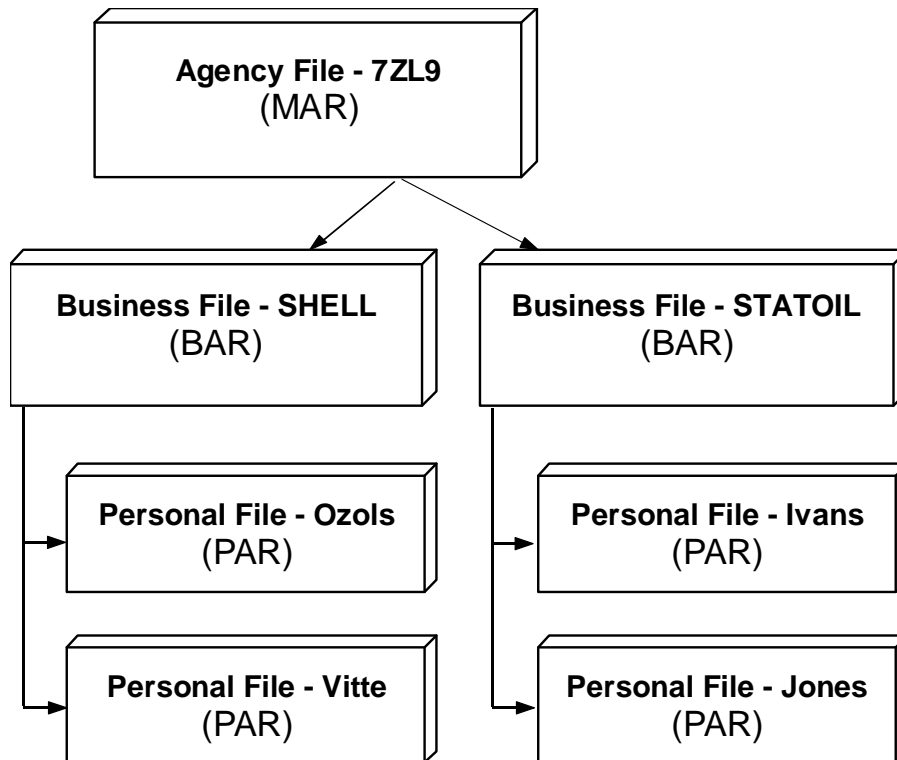 Agency File - 7ZL9
(MAR)
Business File - SHELL
(BAR)
Business File - STATOIL
(BAR)
Personal File - Ozols
(PAR)
Personal File - Ivans
(PAR)
Personal File - Vitte
(PAR)
Personal File - Jones
(PAR)